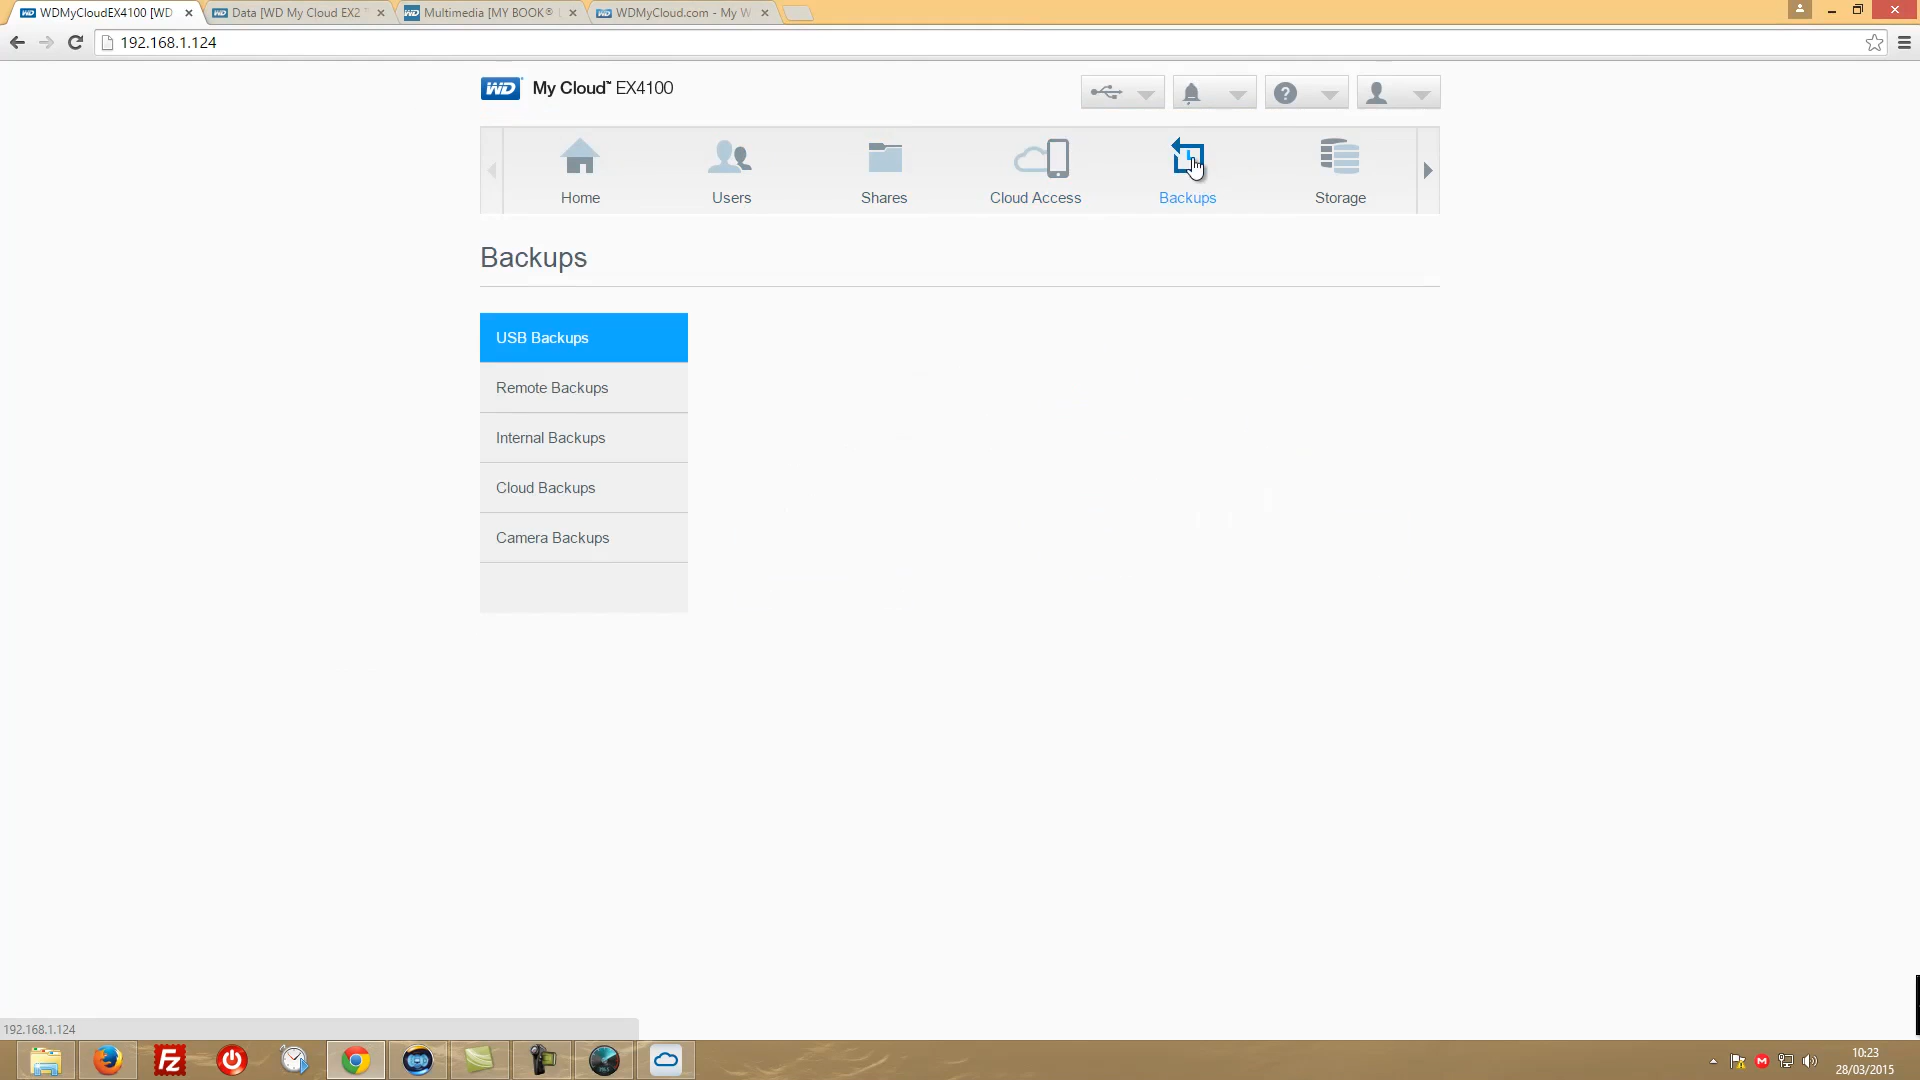 WDMyCloudEX4100 [WD
Data [WD My Cloud EX2
Multimedia [MY BOOK®
WDMyCloud.com - My W
192.168.1.124
WD My Cloud™ EX4100
Home
Users
Shares
Cloud Access
Backups
Storage
Backups
USB Backups
Remote Backups
Internal Backups
Cloud Backups
Camera Backups
192.168.1.124
10:23
28/03/2015